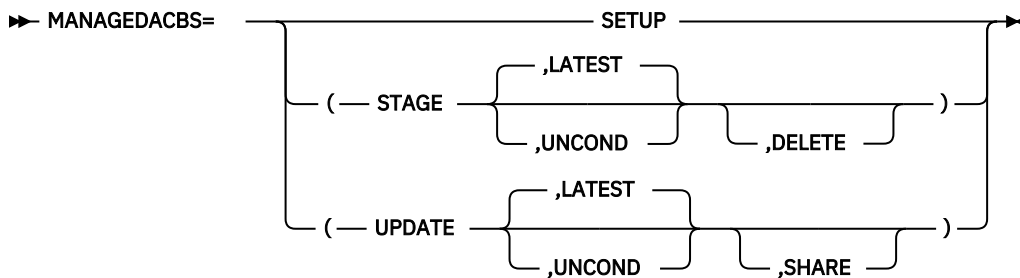 MANAGEDACBS= SETUP
,LATEST
( STAGE )
,UNCOND ,DELETE
,LATEST
( UPDATE )
,UNCOND ,SHARE